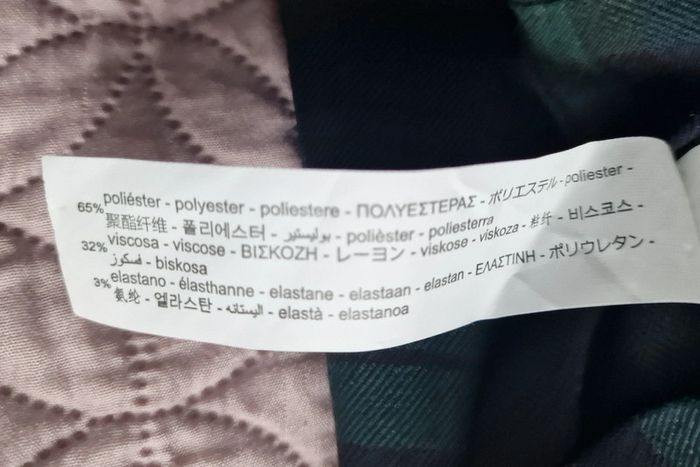 65% poliéster - polyester - poliestere - ΠΟΛΥΕΣΤΕΡΑΣ - ポリエステル - poliester -
聚酯纤维 - 폴리에스터 - بوليستير - polièster - poliesterra
32% viscosa - viscose - ΒΙΣΚΟΖΗ - レーヨン - viskose - viskoza - 粘纤 - 비스코스 -
فسكوز - biskosa
3% elastano - élasthanne - elastane - elastaan - elastan - ΕΛΑΣΤΙΝΗ - ポリウレタン -
氨纶 - 엘라스탄 - اليستانه - elastà - elastanoa